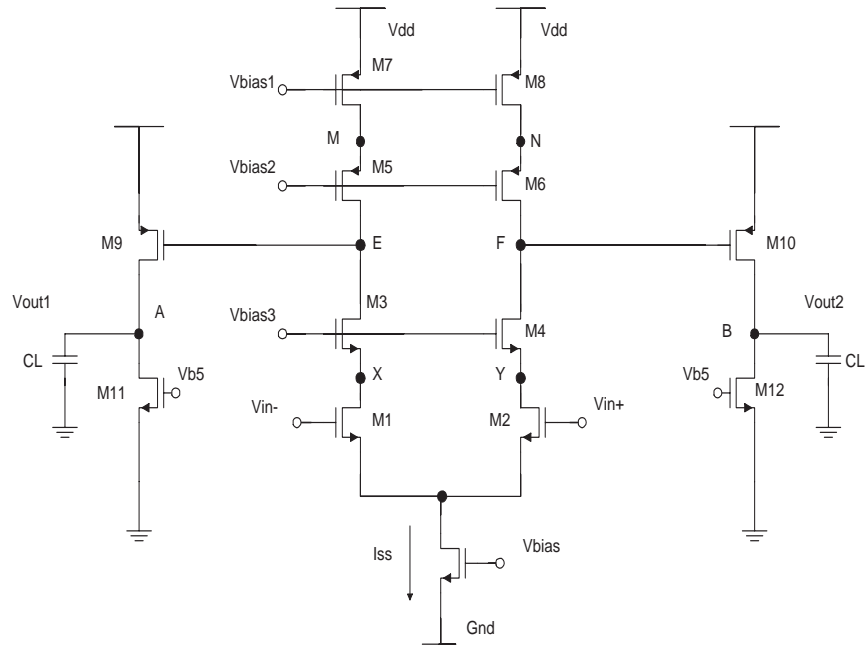 Vdd
Vdd
M7
M8
Vbias1
M
N
M5
M6
Vbias2
M9
E
F
M10
Vout1
A
Vbias3
M3
M4
Vout2
B
CL
CL
M11
Vb5
X
Y
Vb5
M12
Vin-
M1
M2
Vin+
Iss
Vbias
Gnd